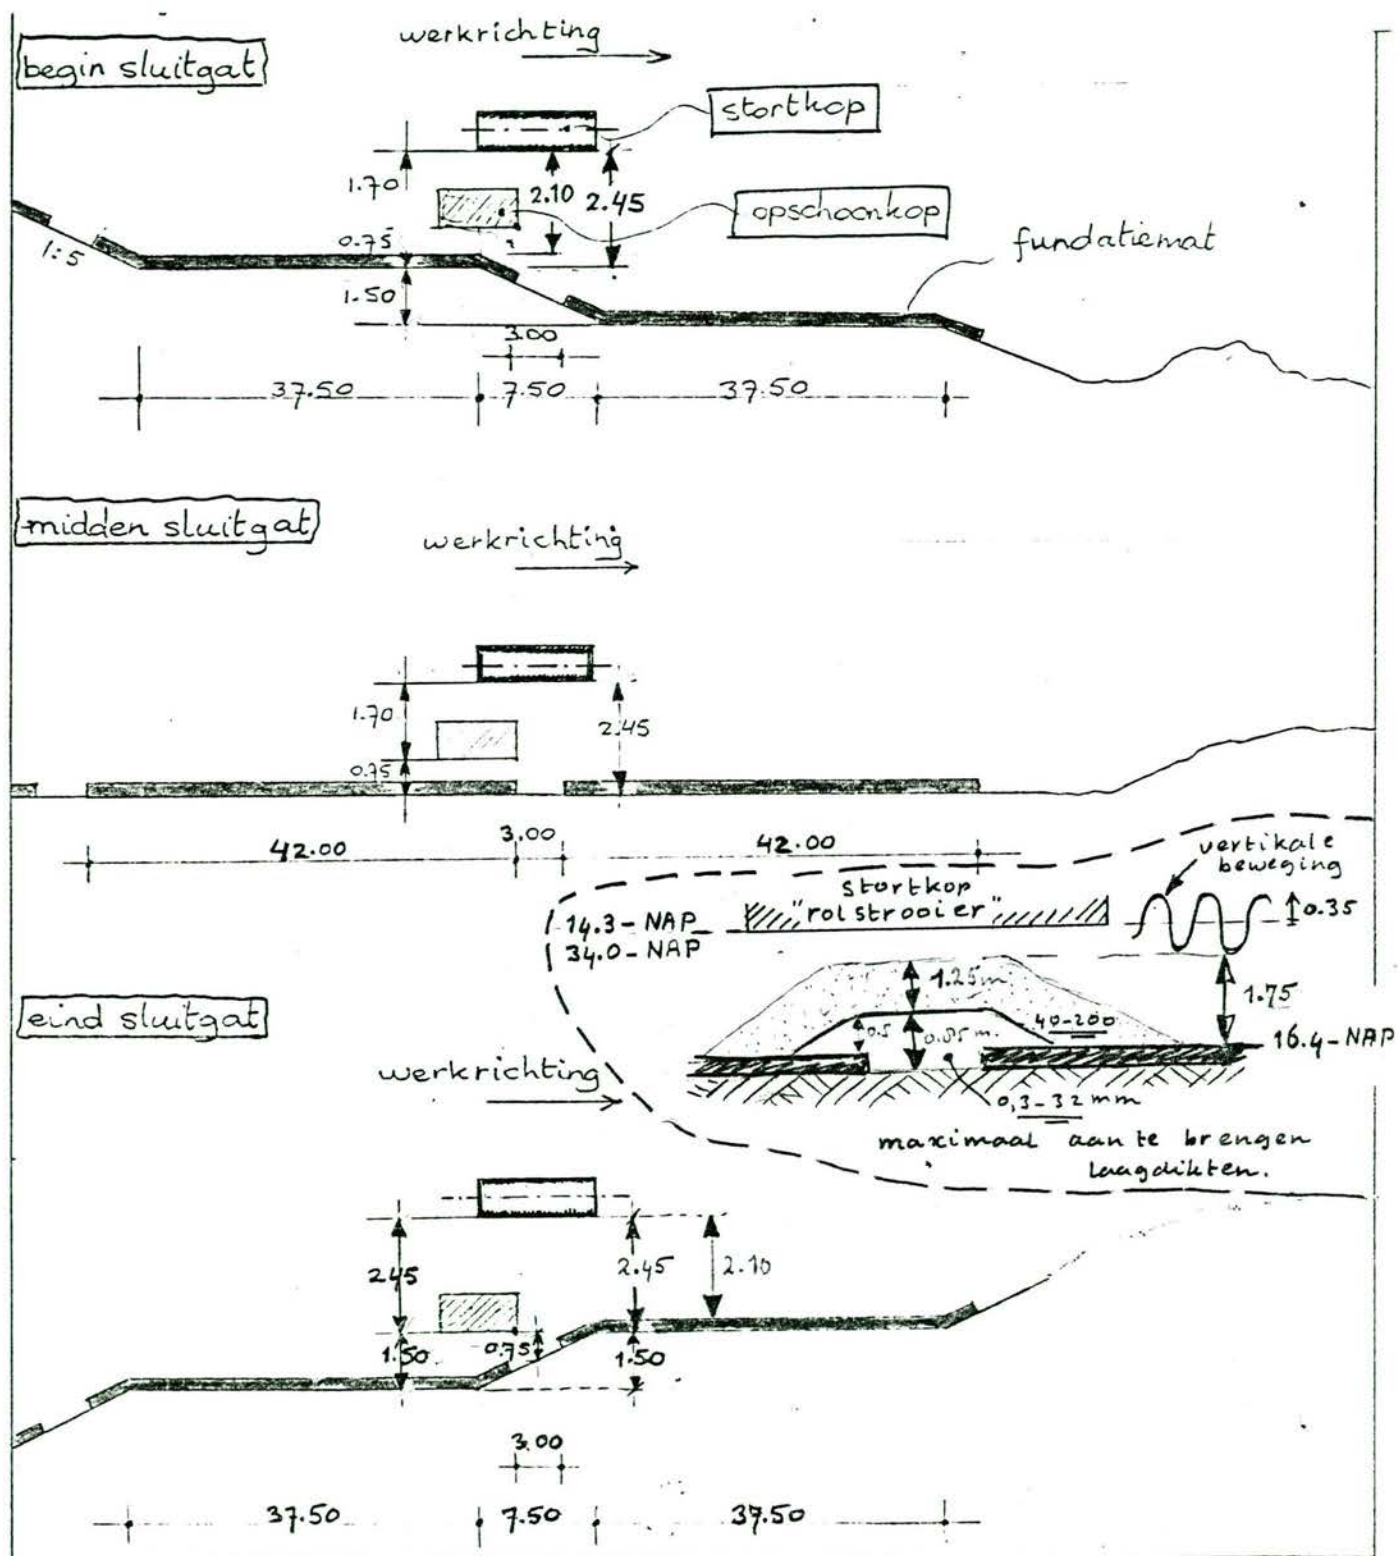 werkrichting
begin sluitgat
stortkop
1.70
2.10 2.45
opschoonkop
1:5
0.75
fundatiemat
1.50
3.00
37.50 7.50 37.50
midden sluitgat
werkrichting
1.70
2.45
0.75
42.00 3.00 42.00
vertikale
beweging
stortkop
"rolstrooier"
0.35
14.3-NAP
34.0-NAP
1.25m
1.75
eind sluitgat
0.5 0.85m. 40-200
16.4-NAP
werkrichting
0,3-32mm
maximaal aan te brengen
laagdikten.
2.45 2.45 2.10
1.50 0.75 1.50
3.00
37.50 7.50 37.50